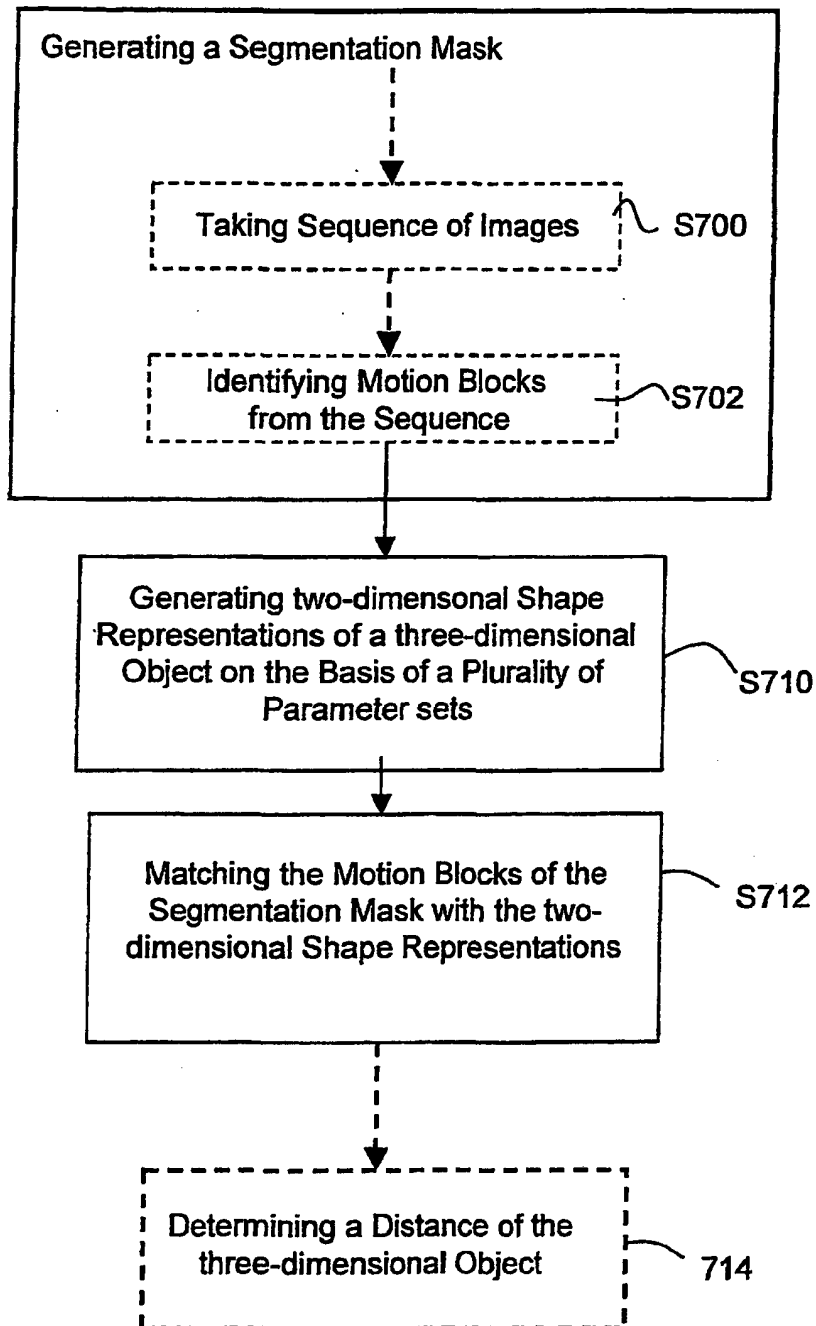 Generating a Segmentation Mask
Taking Sequence of Images
S700
Identifying Motion Blocks
from the Sequence
S702
Generating two-dimensonal Shape
Representations of a three-dimensional
Object on the Basis of a Plurality of
Parameter sets
S710
Matching the Motion Blocks of the
Segmentation Mask with the two-
dimensional Shape Representations
S712
Determining a Distance of the
three-dimensional Object
714